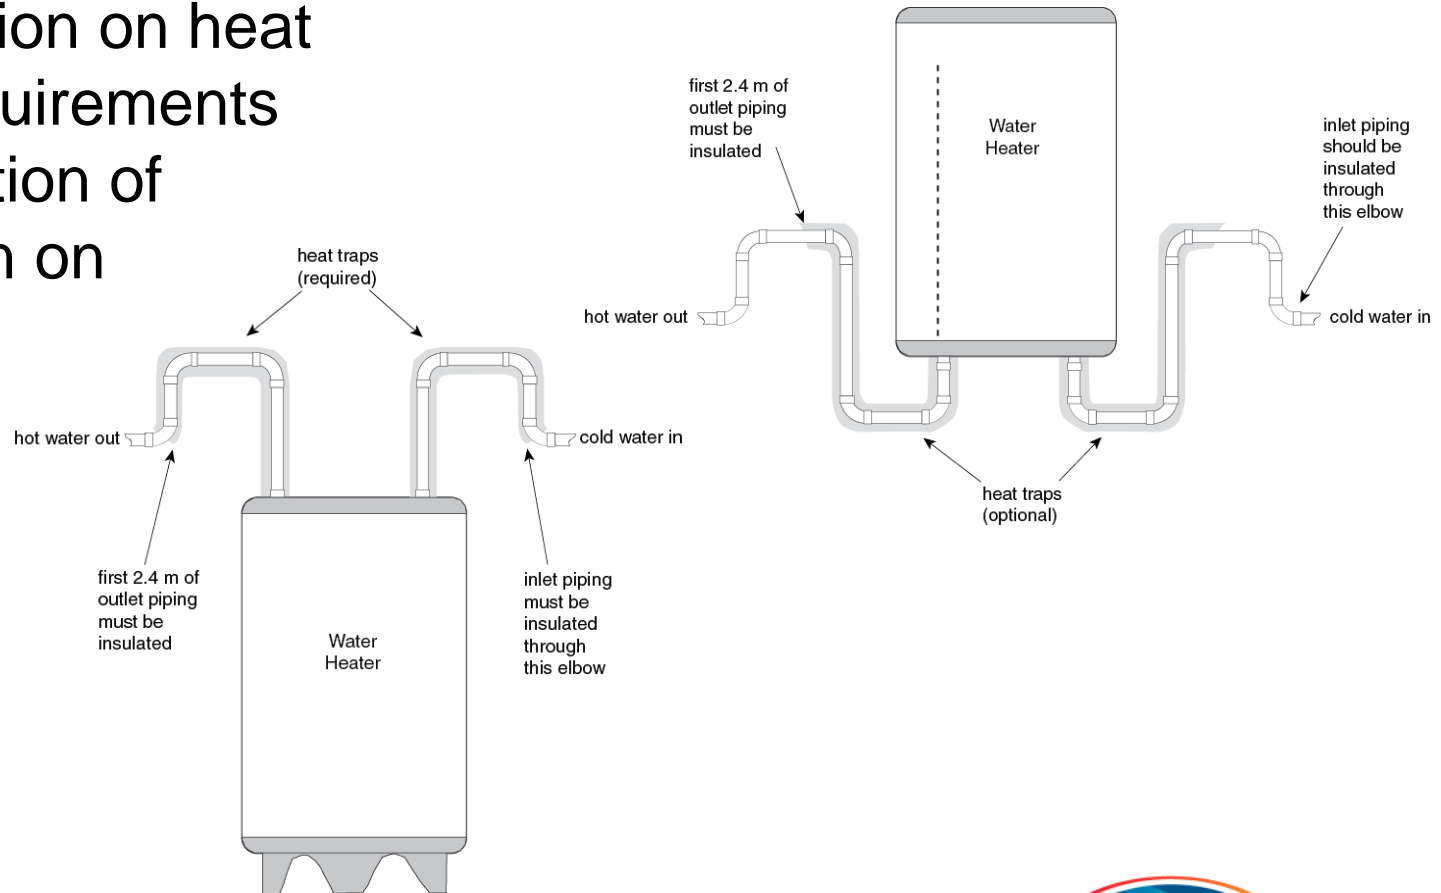 ion on heat
uirements
tion of
n on
heat traps
(required)
hot water out
cold water in
first 2.4 m of
outlet piping
must be
insulated
Water
Heater
inlet piping
must be
insulated
through
this elbow
first 2.4 m of
outlet piping
must be
insulated
Water
Heater
inlet piping
should be
insulated
through
this elbow
hot water out
cold water in
heat traps
(optional)